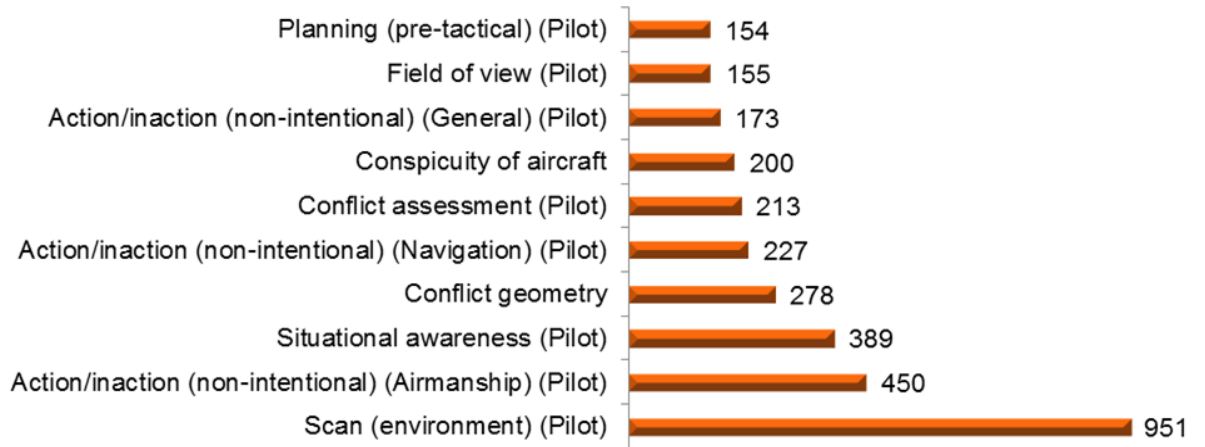 Planning (pre-tactical) (Pilot) 154
Field of view (Pilot) 155
Action/inaction (non-intentional) (General) (Pilot) 173
Conspicuity of aircraft 200
Conflict assessment (Pilot) 213
Action/inaction (non-intentional) (Navigation) (Pilot) 227
Conflict geometry 278
Situational awareness (Pilot) 389
Action/inaction (non-intentional) (Airmanship) (Pilot) 450
Scan (environment) (Pilot) 951